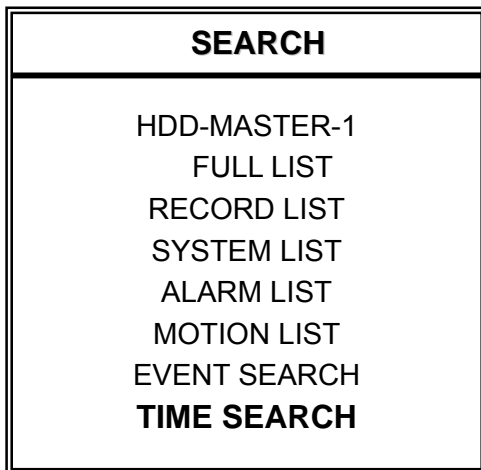 SEARCH
HDD-MASTER-1
FULL LIST
RECORD LIST
SYSTEM LIST
ALARM LIST
MOTION LIST
EVENT SEARCH
TIME SEARCH